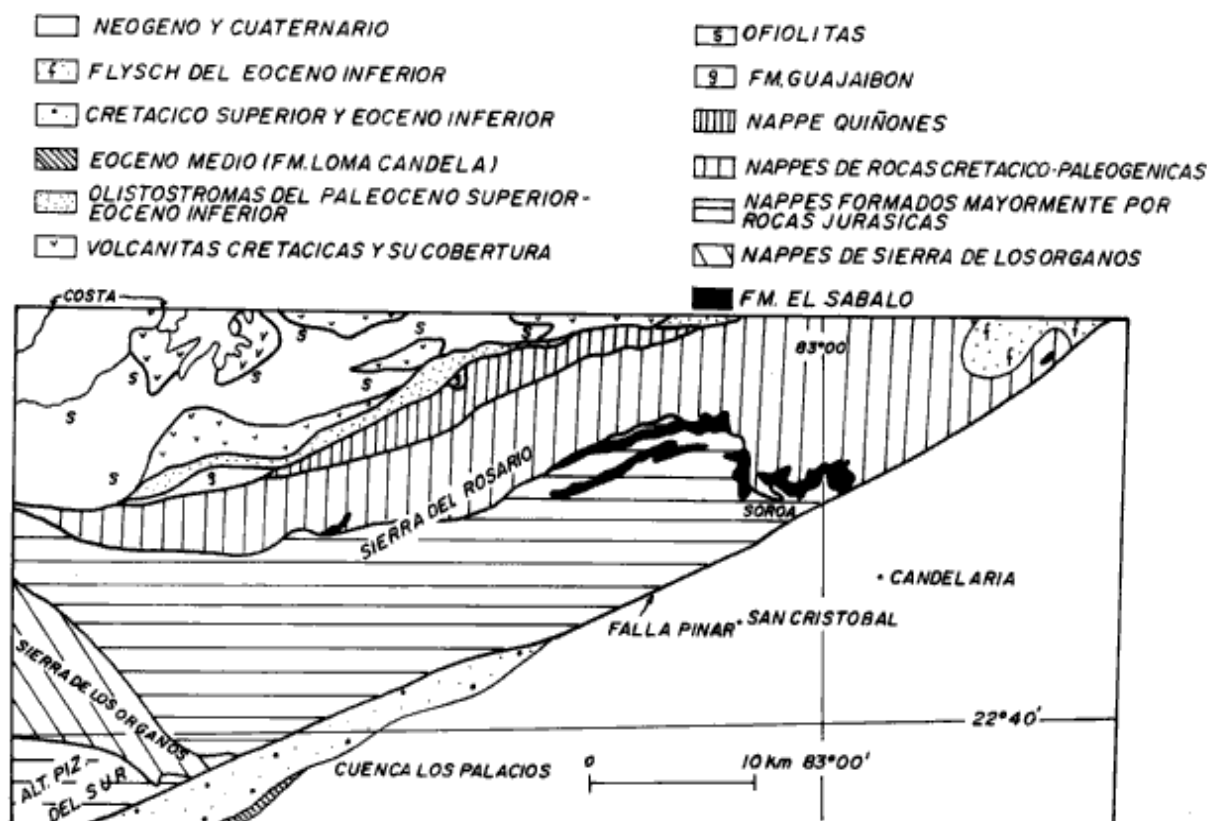 NEOGENO Y CUATERNARIO
f FLYSCH DEL EOCENO INFERIOR
CRETACICO SUPERIOR Y EOCENO INFERIOR
EOCENO MEDIO (FM. LOMA CANDELA)
OLISTOSTROMAS DEL PALEOCENO SUPERIOR-
EOCENO INFERIOR
v VOLCANITAS CRETACICAS Y SU COBERTURA
s OFIOLITAS
g FM. GUAJAIBON
NAPPE QUIÑONES
NAPPES DE ROCAS CRETACICO-PALEOGENICAS
NAPPES FORMADOS MAYORMENTE POR
ROCAS JURASICAS
NAPPES DE SIERRA DE LOS ORGANOS
FM. EL SABALO
COSTA
83°00
SIERRA DEL ROSARIO
SOROA
CANDELARIA
FALLA PINAR
SAN CRISTOBAL
SIERRA DE LOS ORGANOS
22°40'
ALT. PIZ
DEL SUR
CUENCA LOS PALACIOS
0 10 Km 83°00'